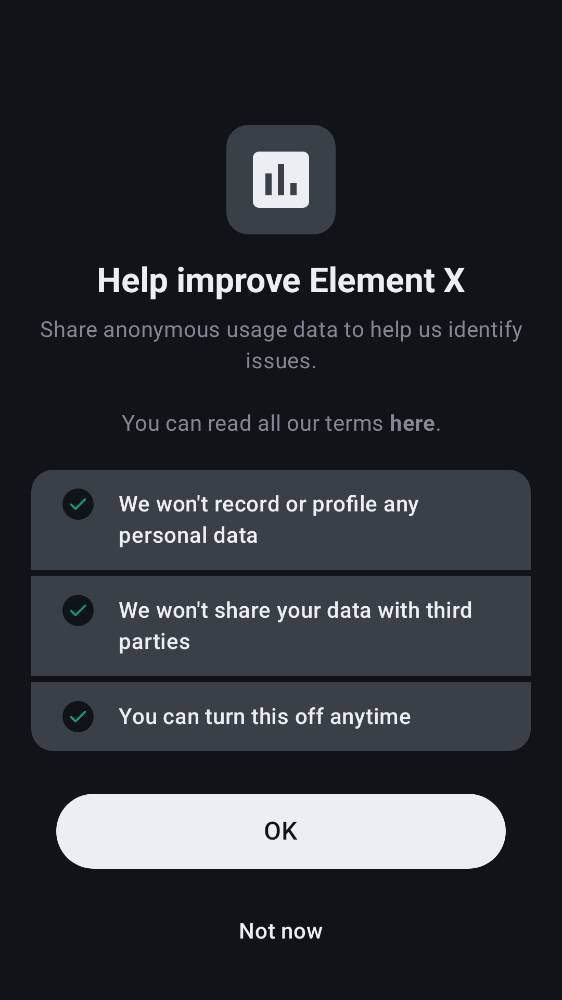 Help improve Element X
Share anonymous usage data to help us identify
issues.
You can read all our terms here.
We won't record or profile any
personal data
We won't share your data with third
parties
You can turn this off anytime
OK
Not now